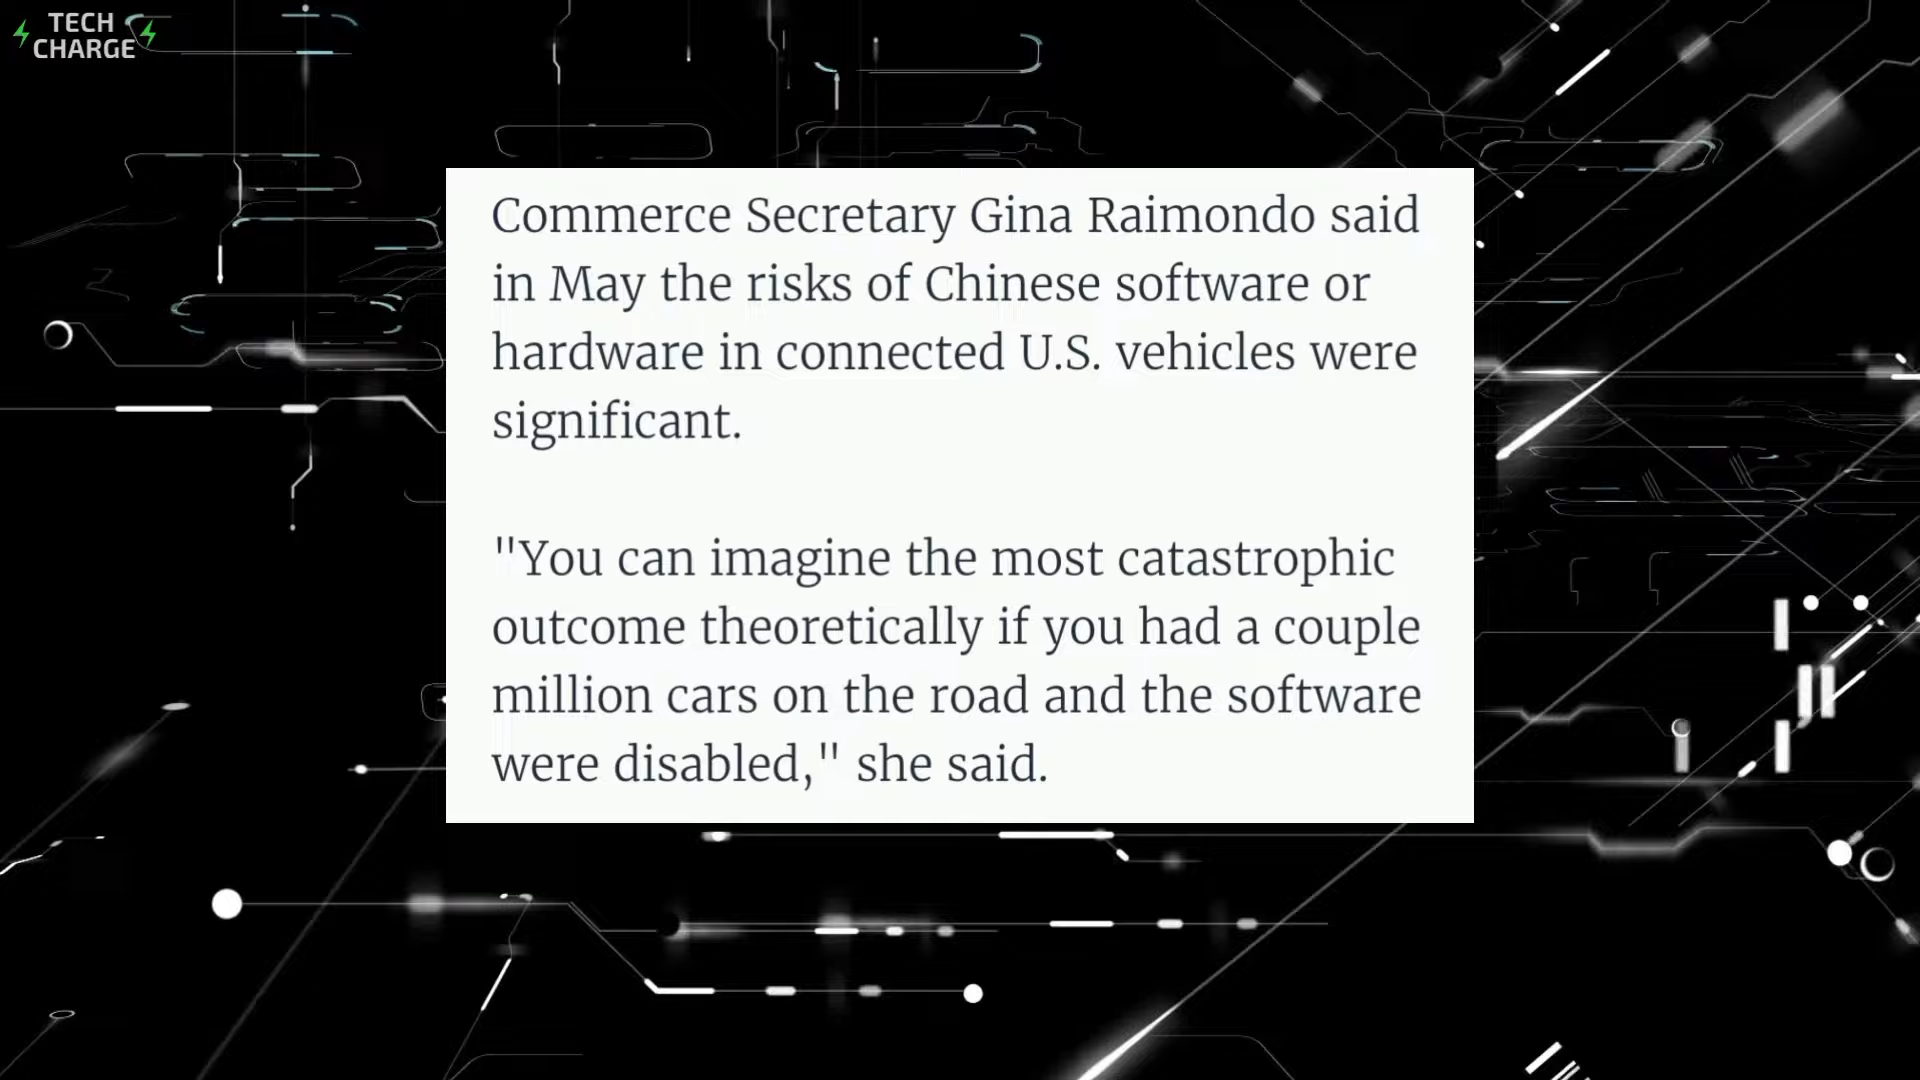 TECH
CHARGE
Commerce Secretary Gina Raimondo said
in May the risks of Chinese software or
hardware in connected U.S. vehicles were
significant.
"You can imagine the most catastrophic
outcome theoretically if you had a couple
million cars on the road and the software
were disabled," she said.